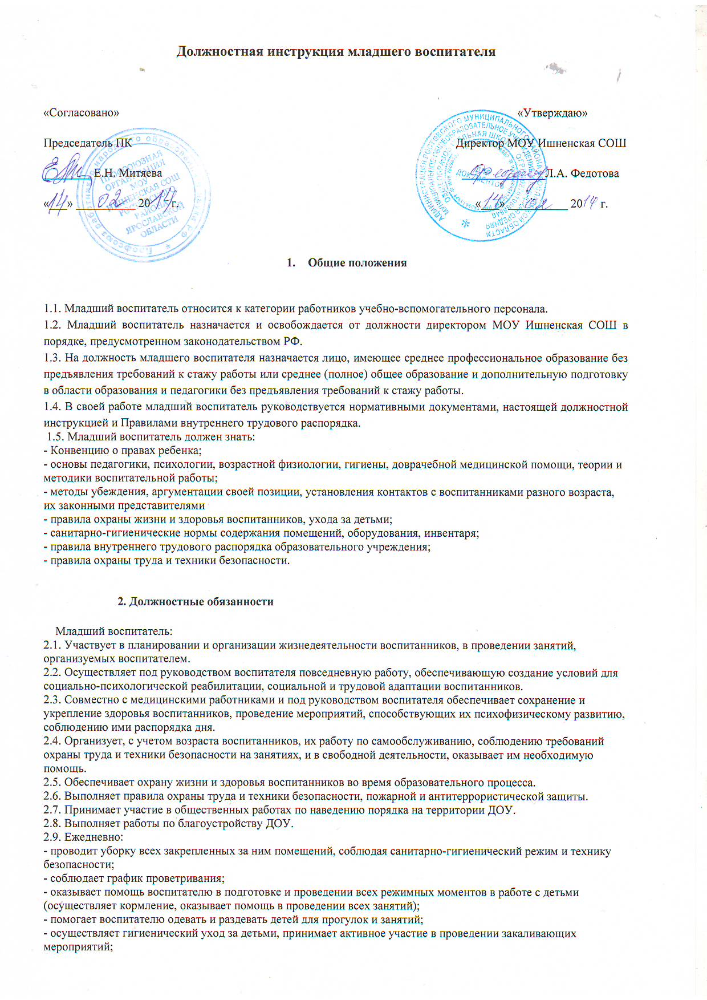 Должностная инструкция младшего воспитателя
«Согласовано» «Утверждаю»
Председатель ПК Директор МОУ Ишненская СОШ
Е.Н. Митяева Л.А. Федотова
«14» 02 2014 г. «14» 02 2014 г.
ПРОФСОЮЗНАЯ
ОРГАНИЗАЦИЯ
МОУ
ИШНЕНСКАЯ СОШ
РОСТОВСКОГО
РАЙОНА
ЯРОСЛАВСКОЙ
ОБЛАСТИ
ДОКУМЕНТОВ
1. Общие положения
1.1. Младший воспитатель относится к категории работников учебно-вспомогательного персонала.
1.2. Младший воспитатель назначается и освобождается от должности директором МОУ Ишненская СОШ в
порядке, предусмотренном законодательством РФ.
1.3. На должность младшего воспитателя назначается лицо, имеющее среднее профессиональное образование без
предъявления требований к стажу работы или среднее (полное) общее образование и дополнительную подготовку
в области образования и педагогики без предъявления требований к стажу работы.
1.4. В своей работе младший воспитатель руководствуется нормативными документами, настоящей должностной
инструкцией и Правилами внутреннего трудового распорядка.
1.5. Младший воспитатель должен знать:
- Конвенцию о правах ребенка;
- основы педагогики, психологии, возрастной физиологии, гигиены, доврачебной медицинской помощи, теории и
методики воспитательной работы;
- методы убеждения, аргументации своей позиции, установления контактов с воспитанниками разного возраста,
их законными представителями
- правила охраны жизни и здоровья воспитанников, ухода за детьми;
- санитарно-гигиенические нормы содержания помещений, оборудования, инвентаря;
- правила внутреннего трудового распорядка образовательного учреждения;
- правила охраны труда и техники безопасности.
2. Должностные обязанности
Младший воспитатель:
2.1. Участвует в планировании и организации жизнедеятельности воспитанников, в проведении занятий,
организуемых воспитателем.
2.2. Осуществляет под руководством воспитателя повседневную работу, обеспечивающую создание условий для
социально-психологической реабилитации, социальной и трудовой адаптации воспитанников.
2.3. Совместно с медицинскими работниками и под руководством воспитателя обеспечивает сохранение и
укрепление здоровья воспитанников, проведение мероприятий, способствующих их психофизическому развитию,
соблюдению ими распорядка дня.
2.4. Организует, с учетом возраста воспитанников, их работу по самообслуживанию, соблюдению требований
охраны труда и техники безопасности на занятиях, и в свободной деятельности, оказывает им необходимую
помощь.
2.5. Обеспечивает охрану жизни и здоровья воспитанников во время образовательного процесса.
2.6. Выполняет правила охраны труда и техники безопасности, пожарной и антитеррористической защиты.
2.7. Принимает участие в общественных работах по наведению порядка на территории ДОУ.
2.8. Выполняет работы по благоустройству ДОУ.
2.9. Ежедневно:
- проводит уборку всех закрепленных за ним помещений, соблюдая санитарно-гигиенический режим и технику
безопасности;
- соблюдает график проветривания;
- оказывает помощь воспитателю в подготовке и проведении всех режимных моментов в работе с детьми
(осуществляет кормление, оказывает помощь в проведении всех занятий);
- помогает воспитателю одевать и раздевать детей для прогулок и занятий;
- осуществляет гигиенический уход за детьми, принимает активное участие в проведении закаливающих
мероприятий;